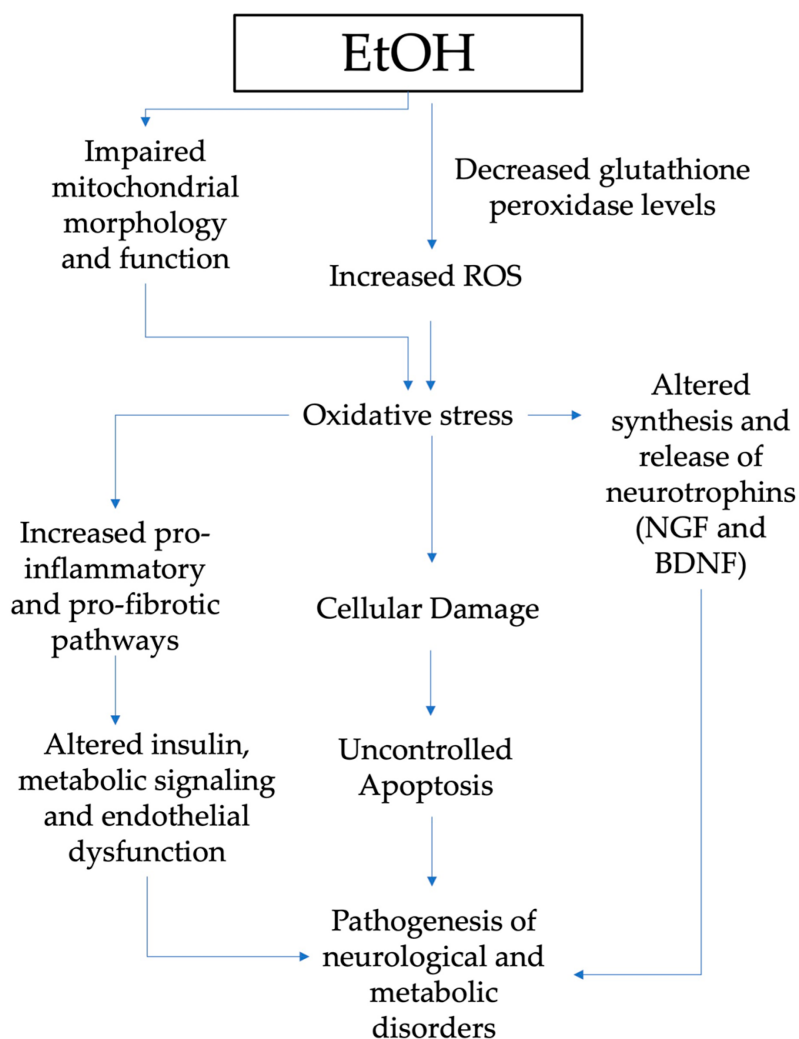 EtOH
Impaired
mitochondrial
morphology
and function
Decreased glutathione
peroxidase levels
Increased ROS
Oxidative stress
Altered
synthesis and
release of
neurotrophins
(NGF and
BDNF)
Increased pro-
inflammatory
and pro-fibrotic
pathways
Cellular Damage
Altered insulin,
metabolic signaling
and endothelial
dysfunction
Uncontrolled
Apoptosis
Pathogenesis of
neurological and
metabolic
disorders